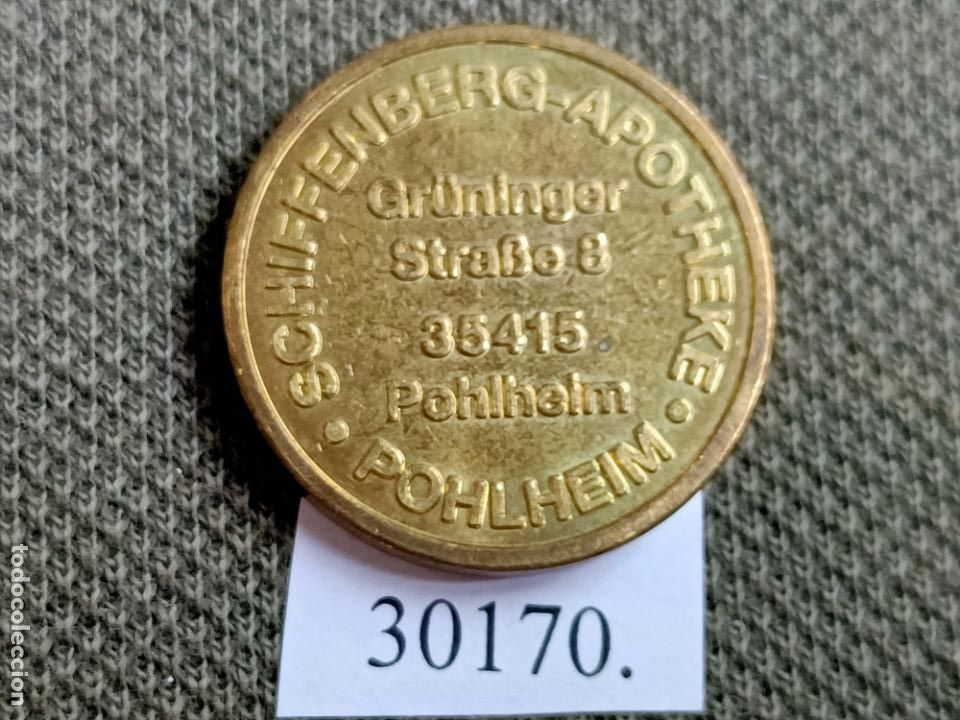 SCHIFFENBERG-APOTHEKE
Grüninger
Straße 8
35415
Pohlheim
• POHLHEIM •
30170.
todocoleccion